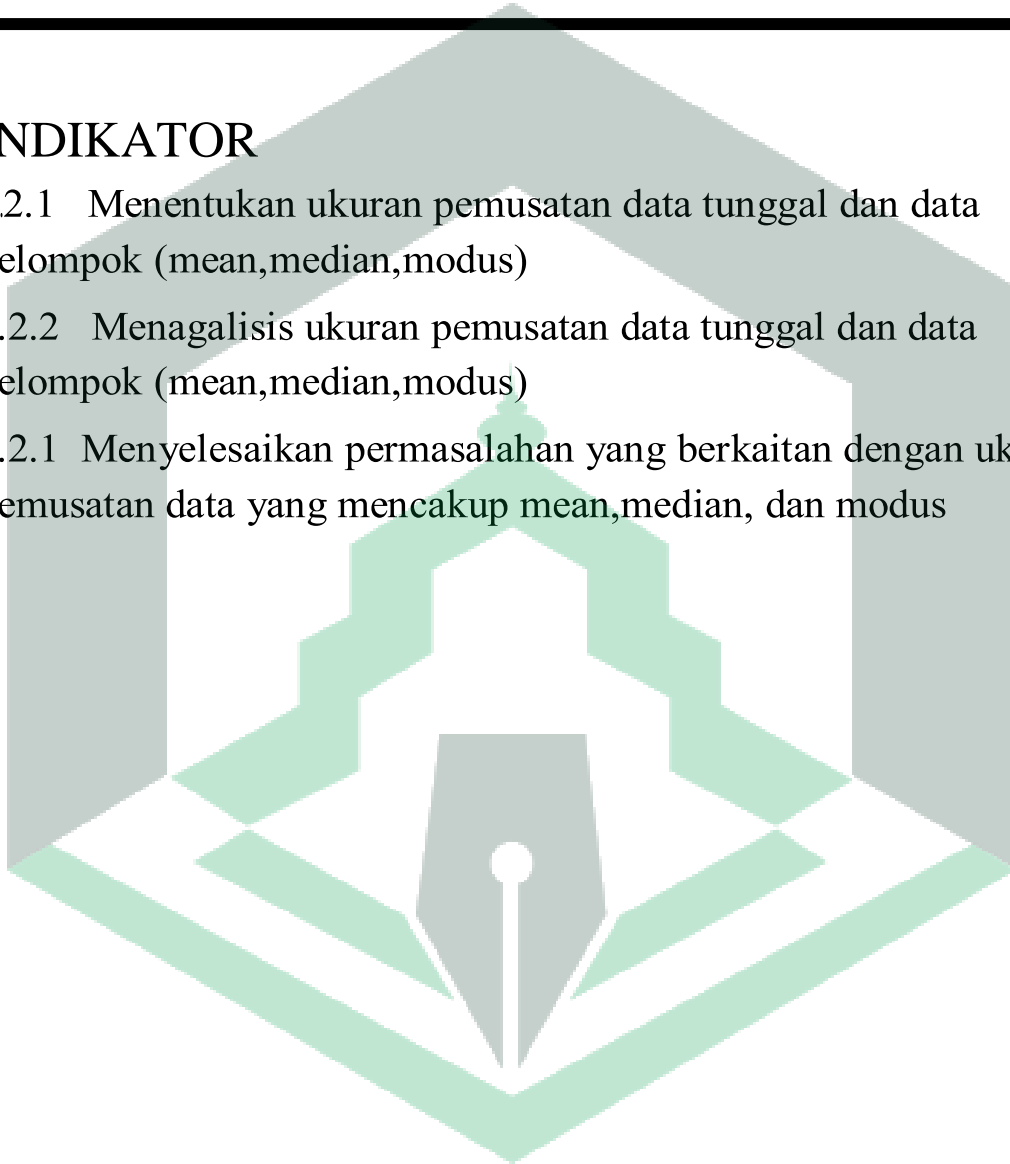 NDIKATOR
.2.1 Menentukan ukuran pemusatan data tunggal dan data
elompok (mean,median,modus)
.2.2 Menagalisis ukuran pemusatan data tunggal dan data
elompok (mean,median,modus)
.2.1 Menyelesaikan permasalahan yang berkaitan dengan uk
emusatan data yang mencakup mean,median, dan modus